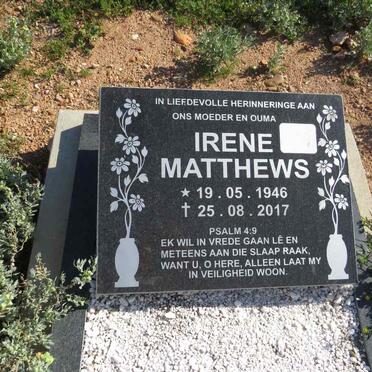 IN LIEFDEVOLLE HERINNERINGE AAN
ONS MOEDER EN OUMA
IRENE
MATTHEWS
★ 19.05.1946
✝ 25.08.2017
PSALM 4:9
EK WIL IN VREDE GAAN LÊ EN
METEENS AAN DIE SLAAP RAAK,
WANT U, O HERE, ALLEEN LAAT MY
IN VEILIGHEID WOON.